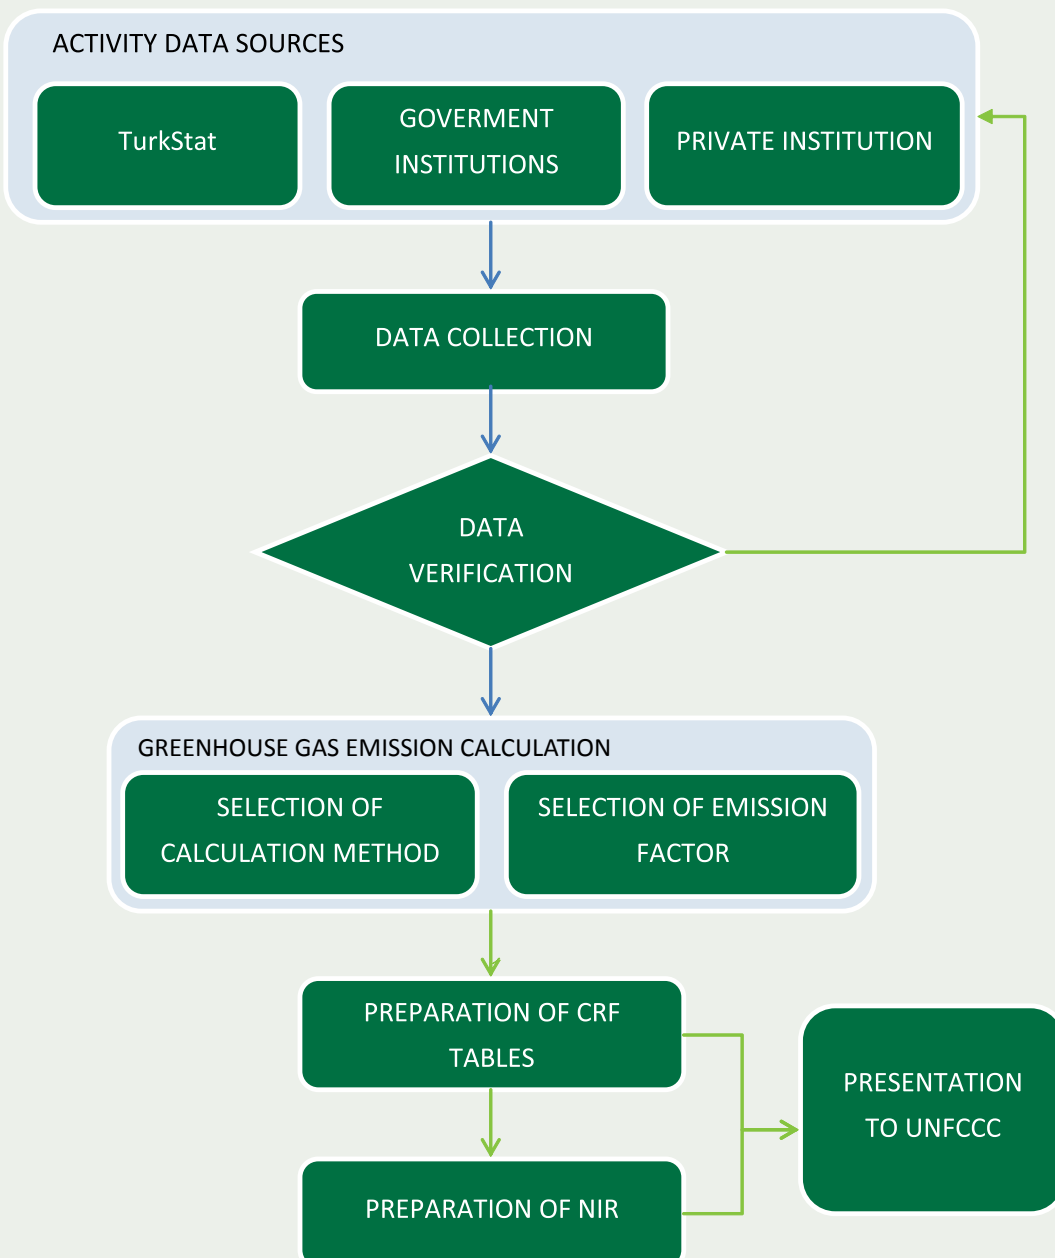 ACTIVITY DATA SOURCES
TurkStat
GOVERMENT
INSTITUTIONS
PRIVATE INSTITUTION
DATA COLLECTION
DATA
VERIFICATION
GREENHOUSE GAS EMISSION CALCULATION
SELECTION OF
CALCULATION METHOD
SELECTION OF EMISSION
FACTOR
PREPARATION OF CRF
TABLES
PRESENTATION
TO UNFCCC
PREPARATION OF NIR